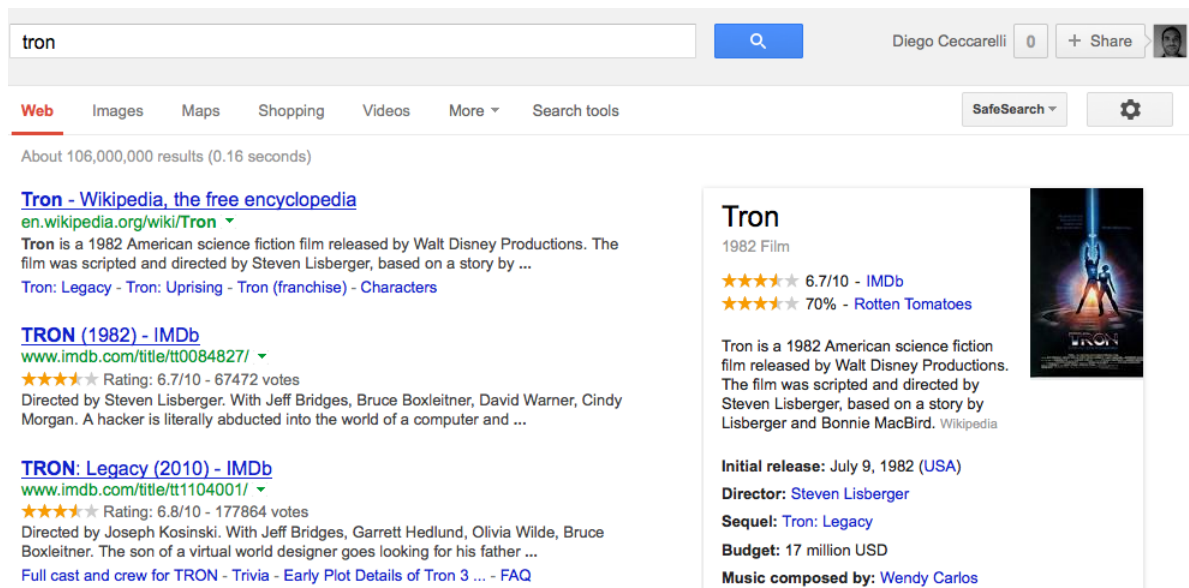 tron
Diego Ceccarelli 0 + Share
Web Images Maps Shopping Videos More Search tools SafeSearch
About 106,000,000 results (0.16 seconds)
Tron - Wikipedia, the free encyclopedia
en.wikipedia.org/wiki/Tron
Tron is a 1982 American science fiction film released by Walt Disney Productions. The
film was scripted and directed by Steven Lisberger, based on a story by ...
Tron: Legacy - Tron: Uprising - Tron (franchise) - Characters
TRON (1982) - IMDb
www.imdb.com/title/tt0084827/
Rating: 6.7/10 - 67472 votes
Directed by Steven Lisberger. With Jeff Bridges, Bruce Boxleitner, David Warner, Cindy
Morgan. A hacker is literally abducted into the world of a computer and ...
TRON: Legacy (2010) - IMDb
www.imdb.com/title/tt1104001/
Rating: 6.8/10 - 177864 votes
Directed by Joseph Kosinski. With Jeff Bridges, Garrett Hedlund, Olivia Wilde, Bruce
Boxleitner. The son of a virtual world designer goes looking for his father ...
Full cast and crew for TRON - Trivia - Early Plot Details of Tron 3 ... - FAQ
Tron
1982 Film
6.7/10 - IMDb
70% - Rotten Tomatoes
Tron is a 1982 American science fiction
film released by Walt Disney Productions.
The film was scripted and directed by
Steven Lisberger, based on a story by
Lisberger and Bonnie MacBird. Wikipedia
Initial release: July 9, 1982 (USA)
Director: Steven Lisberger
Sequel: Tron: Legacy
Budget: 17 million USD
Music composed by: Wendy Carlos
TRON